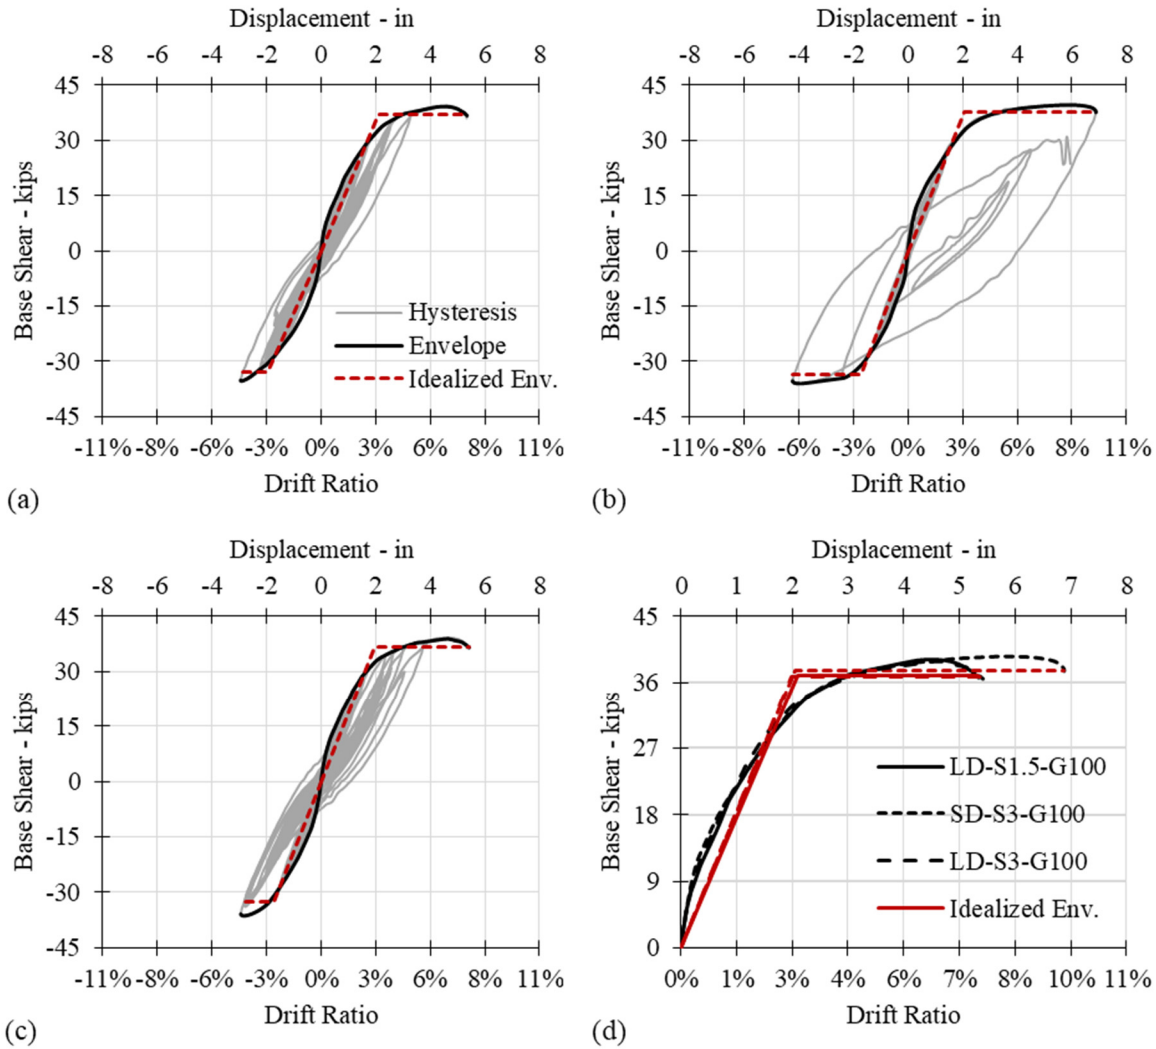 Displacement - in
-8 -6 -4 -2 0 2 4 6 8
45
30
15
0
-15
-30
-45
Base Shear - kips
Hysteresis
Envelope
Idealized Env.
-11% -8% -6% -3% 0% 3% 6% 8% 11%
Drift Ratio
(a)
Displacement - in
-8 -6 -4 -2 0 2 4 6 8
45
30
15
0
-15
-30
-45
Base Shear - kips
-11% -8% -6% -3% 0% 3% 6% 8% 11%
Drift Ratio
(b)
Displacement - in
-8 -6 -4 -2 0 2 4 6 8
45
30
15
0
-15
-30
-45
Base Shear - kips
-11% -8% -6% -3% 0% 3% 6% 8% 11%
Drift Ratio
(c)
Displacement - in
0 1 2 3 4 5 6 7 8
45
36
27
18
9
0
Base Shear - kips
LD-S1.5-G100
SD-S3-G100
LD-S3-G100
Idealized Env.
0% 1% 3% 4% 6% 7% 8% 10% 11%
Drift Ratio
(d)